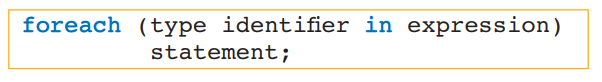 foreach (type identifier in expression)
statement;